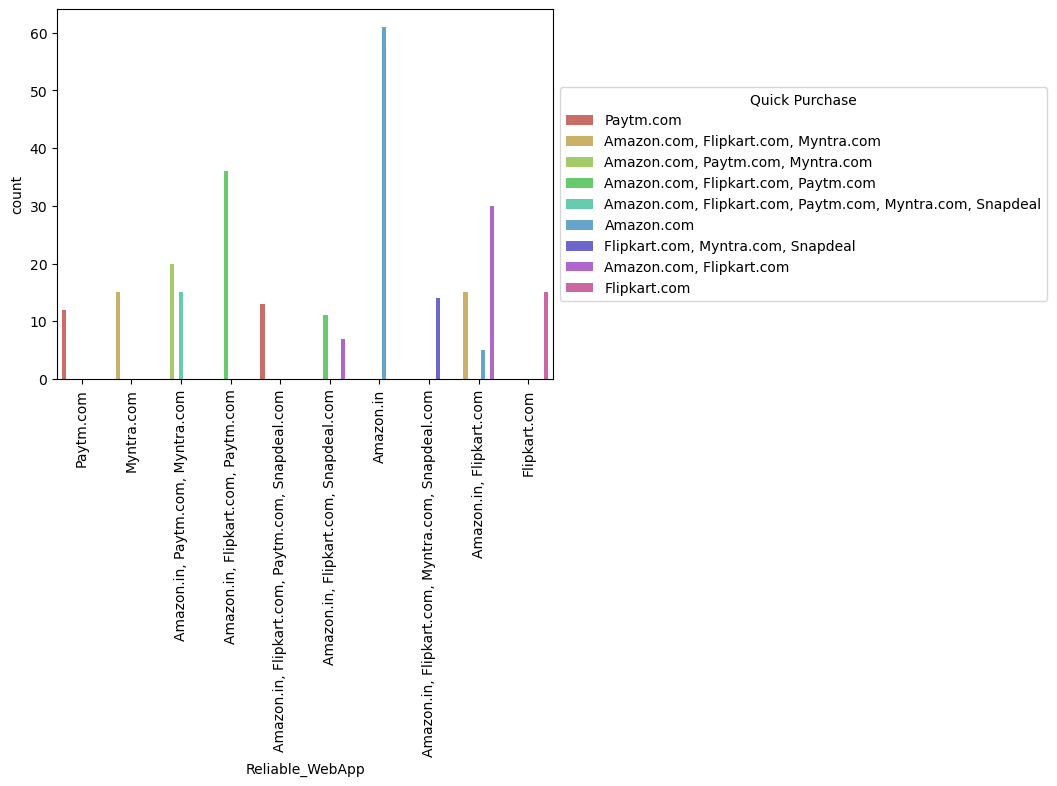 60
50
40
30
20
10
0
count
Paytm.com
Myntra.com
Amazon.in, Paytm.com, Myntra.com
Amazon.in, Flipkart.com, Paytm.com
Amazon.in, Flipkart.com, Paytm.com, Snapdeal.com
Amazon.in, Flipkart.com, Snapdeal.com
Amazon.in
Amazon.in, Flipkart.com, Myntra.com, Snapdeal.com
Amazon.in, Flipkart.com
Flipkart.com
Reliable_WebApp
Quick Purchase
Paytm.com
Amazon.com, Flipkart.com, Myntra.com
Amazon.com, Paytm.com, Myntra.com
Amazon.com, Flipkart.com, Paytm.com
Amazon.com, Flipkart.com, Paytm.com, Myntra.com, Snapdeal
Amazon.com
Flipkart.com, Myntra.com, Snapdeal
Amazon.com, Flipkart.com
Flipkart.com